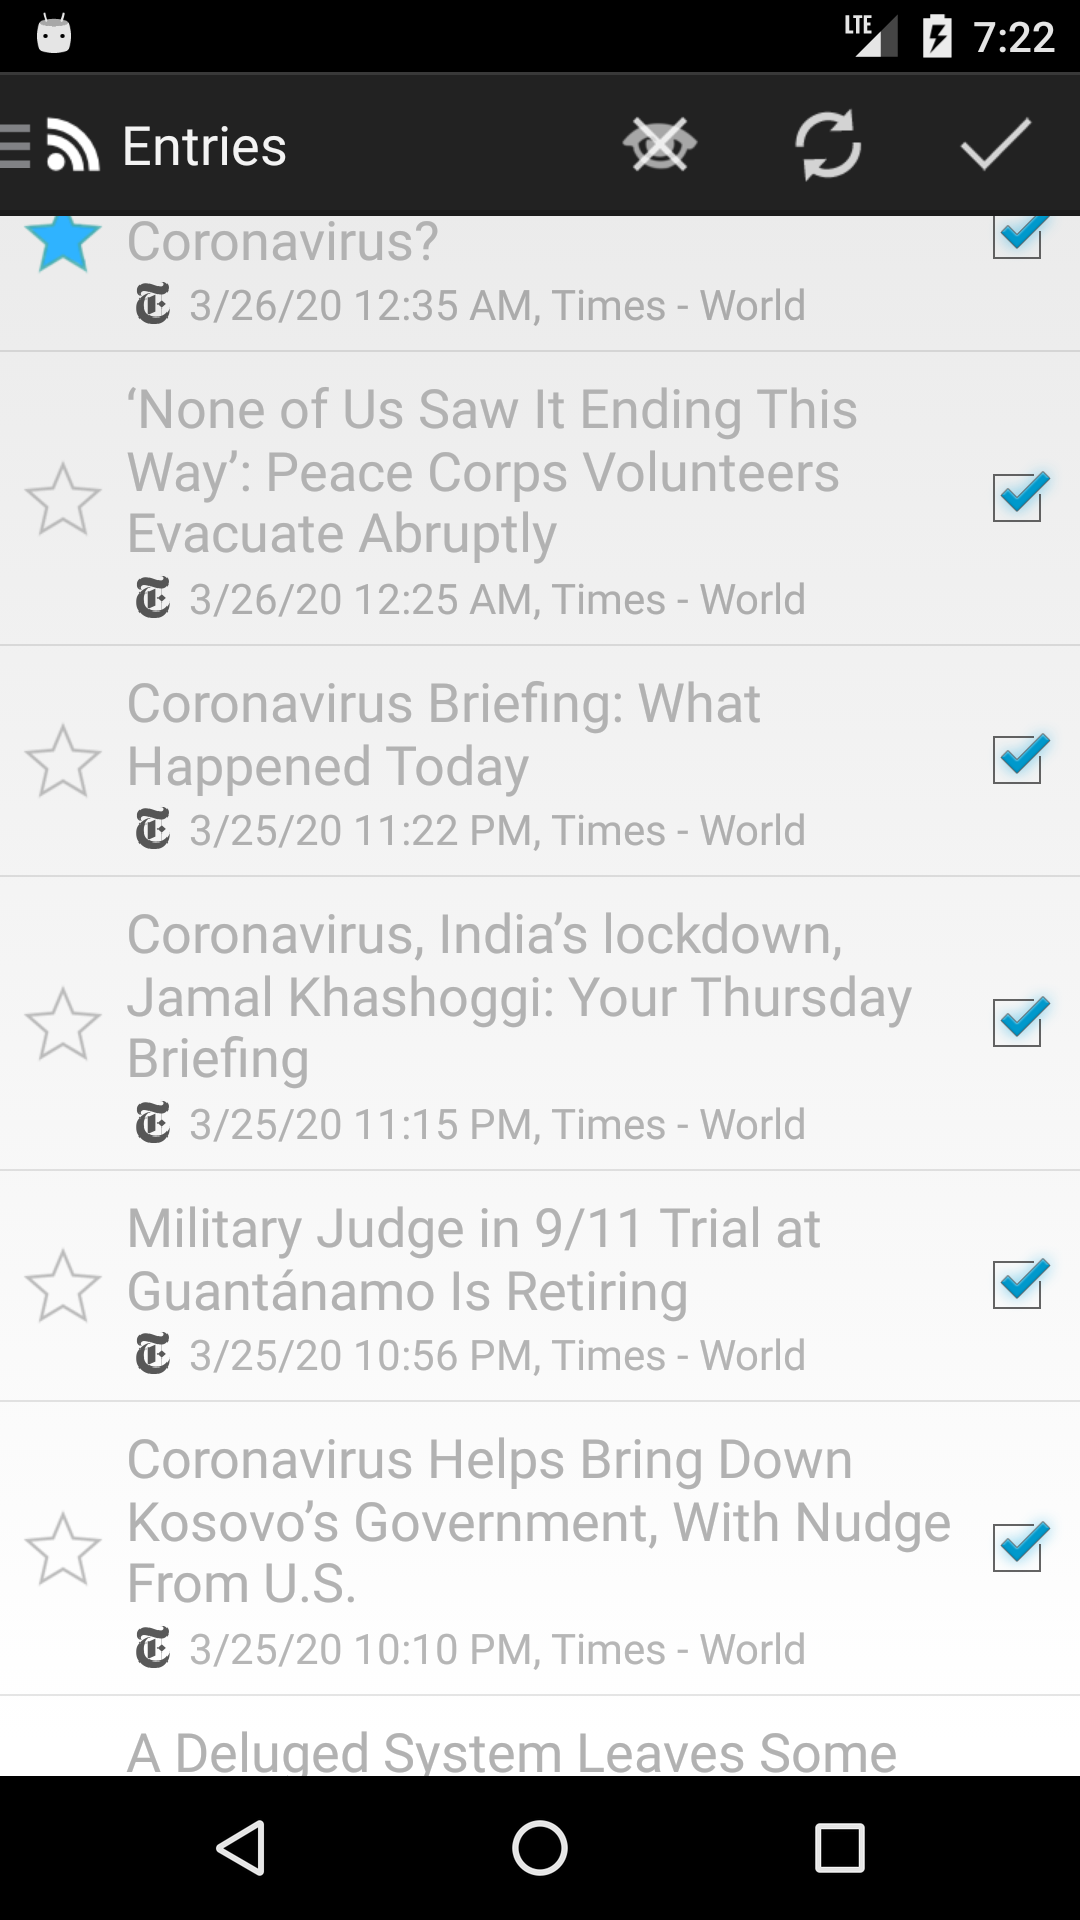 LTE 7:22
Entries
Coronavirus?
3/26/20 12:35 AM, Times - World
‘None of Us Saw It Ending This
Way’: Peace Corps Volunteers
Evacuate Abruptly
3/26/20 12:25 AM, Times - World
Coronavirus Briefing: What
Happened Today
3/25/20 11:22 PM, Times - World
Coronavirus, India’s lockdown,
Jamal Khashoggi: Your Thursday
Briefing
3/25/20 11:15 PM, Times - World
Military Judge in 9/11 Trial at
Guantánamo Is Retiring
3/25/20 10:56 PM, Times - World
Coronavirus Helps Bring Down
Kosovo’s Government, With Nudge
From U.S.
3/25/20 10:10 PM, Times - World
A Deluged System Leaves Some